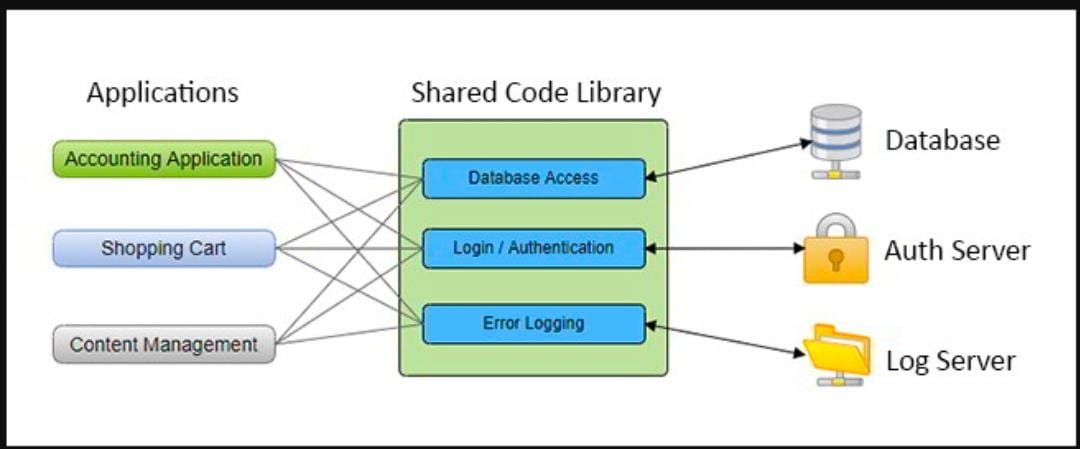 Applications
Shared Code Library
Accounting Application
Shopping Cart
Content Management
Database Access
Login / Authentication
Error Logging
Database
Auth Server
Log Server